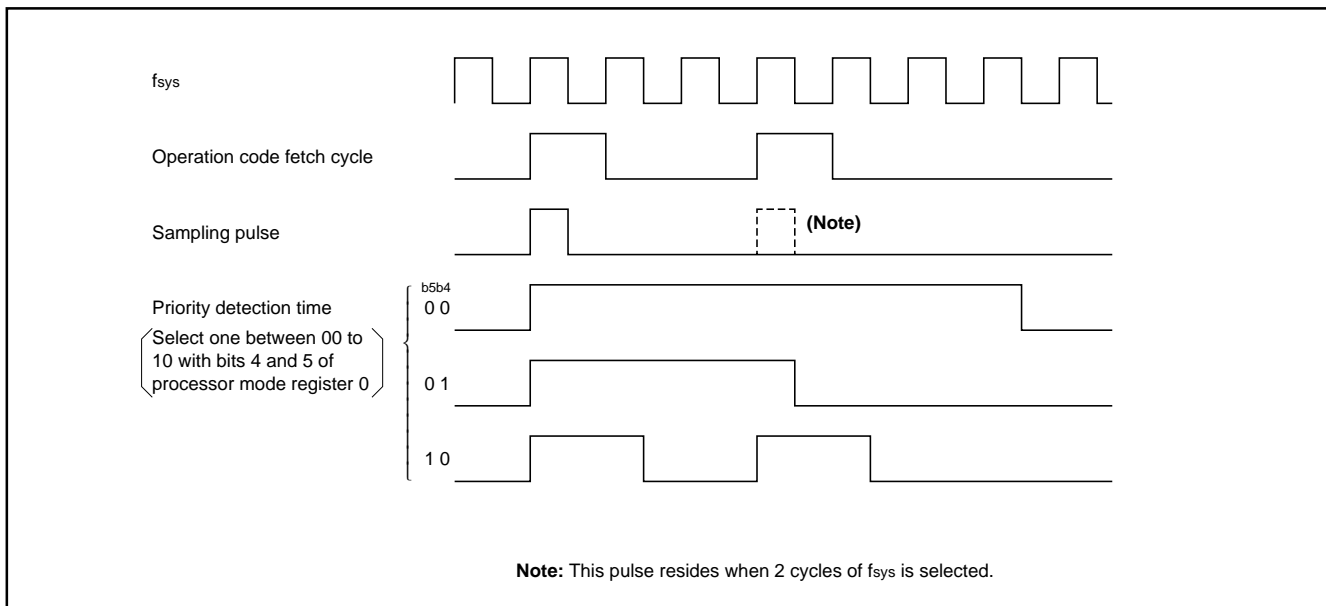 fsys
Operation code fetch cycle
Sampling pulse
(Note)
Priority detection time
Select one between 00 to
10 with bits 4 and 5 of
processor mode register 0
b5b4
0 0
0 1
1 0
Note: This pulse resides when 2 cycles of fsys is selected.